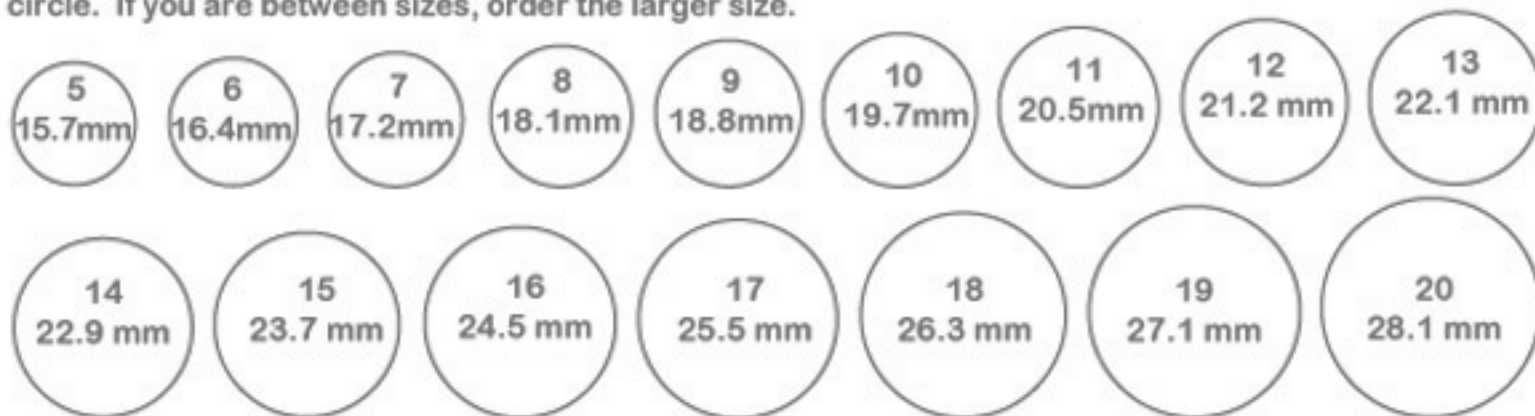 circle. If you are between sizes, order the larger size.
5 6 7 8 9 10 11 12 13
15.7mm 16.4mm 17.2mm 18.1mm 18.8mm 19.7mm 20.5mm 21.2 mm 22.1 mm
14 15 16 17 18 19 20
22.9 mm 23.7 mm 24.5 mm 25.5 mm 26.3 mm 27.1 mm 28.1 mm